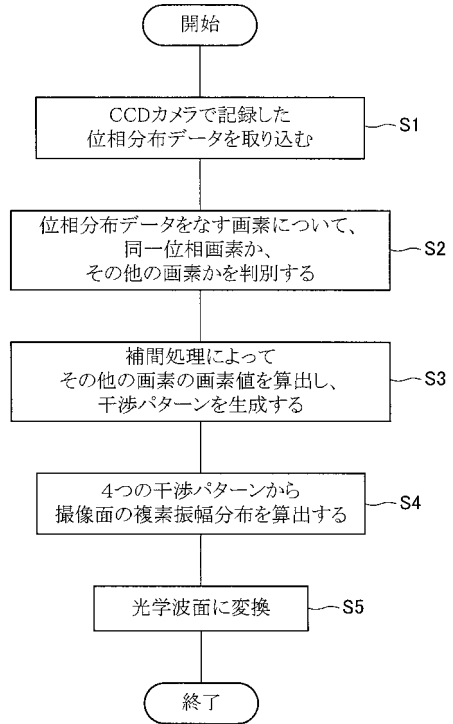 開始
CCDカメラで記録した
位相分布データを取り込む
S1
位相分布データをなす画素について、
同一位相画素か、
その他の画素かを判別する
S2
補間処理によって
その他の画素の画素値を算出し、
干渉パターンを生成する
S3
4つの干渉パターンから
撮像面の複素振幅分布を算出する
S4
光学波面に変換
S5
終了